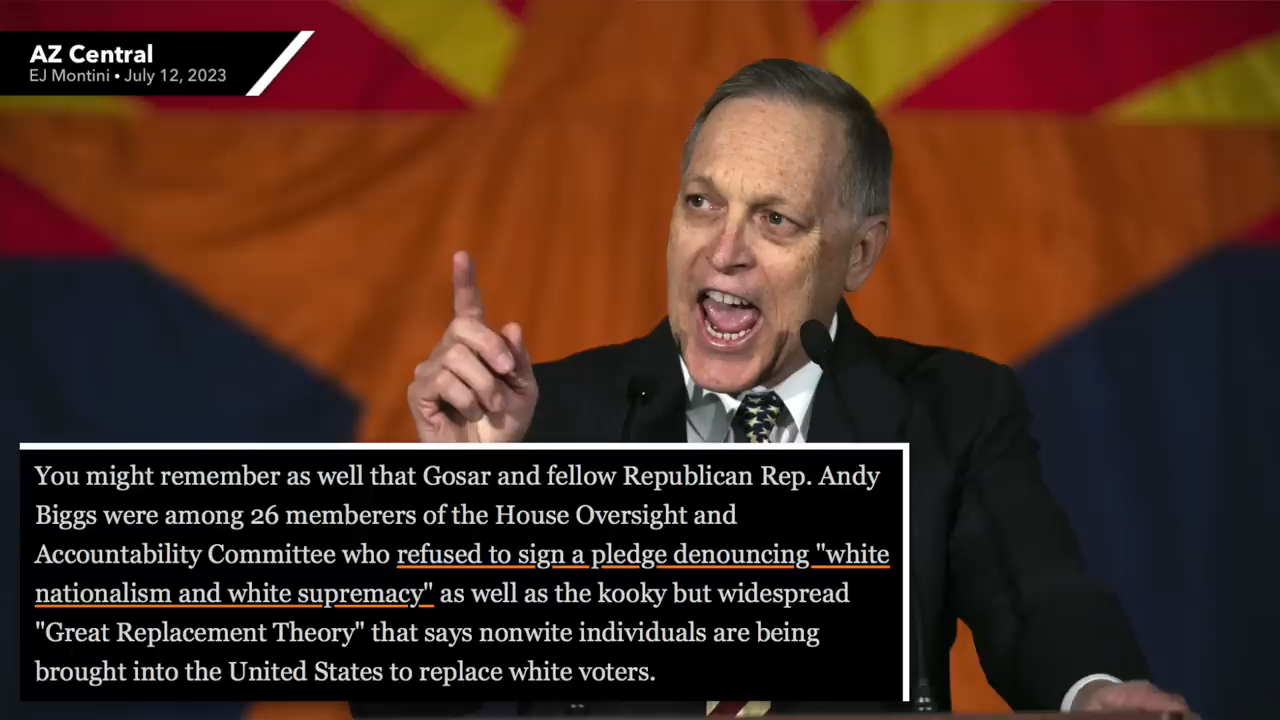 AZ Central
EJ Montini • July 12, 2023
You might remember as well that Gosar and fellow Republican Rep. Andy
Biggs were among 26 memberers of the House Oversight and
Accountability Committee who refused to sign a pledge denouncing "white
nationalism and white supremacy" as well as the kooky but widespread
"Great Replacement Theory" that says nonwite individuals are being
brought into the United States to replace white voters.